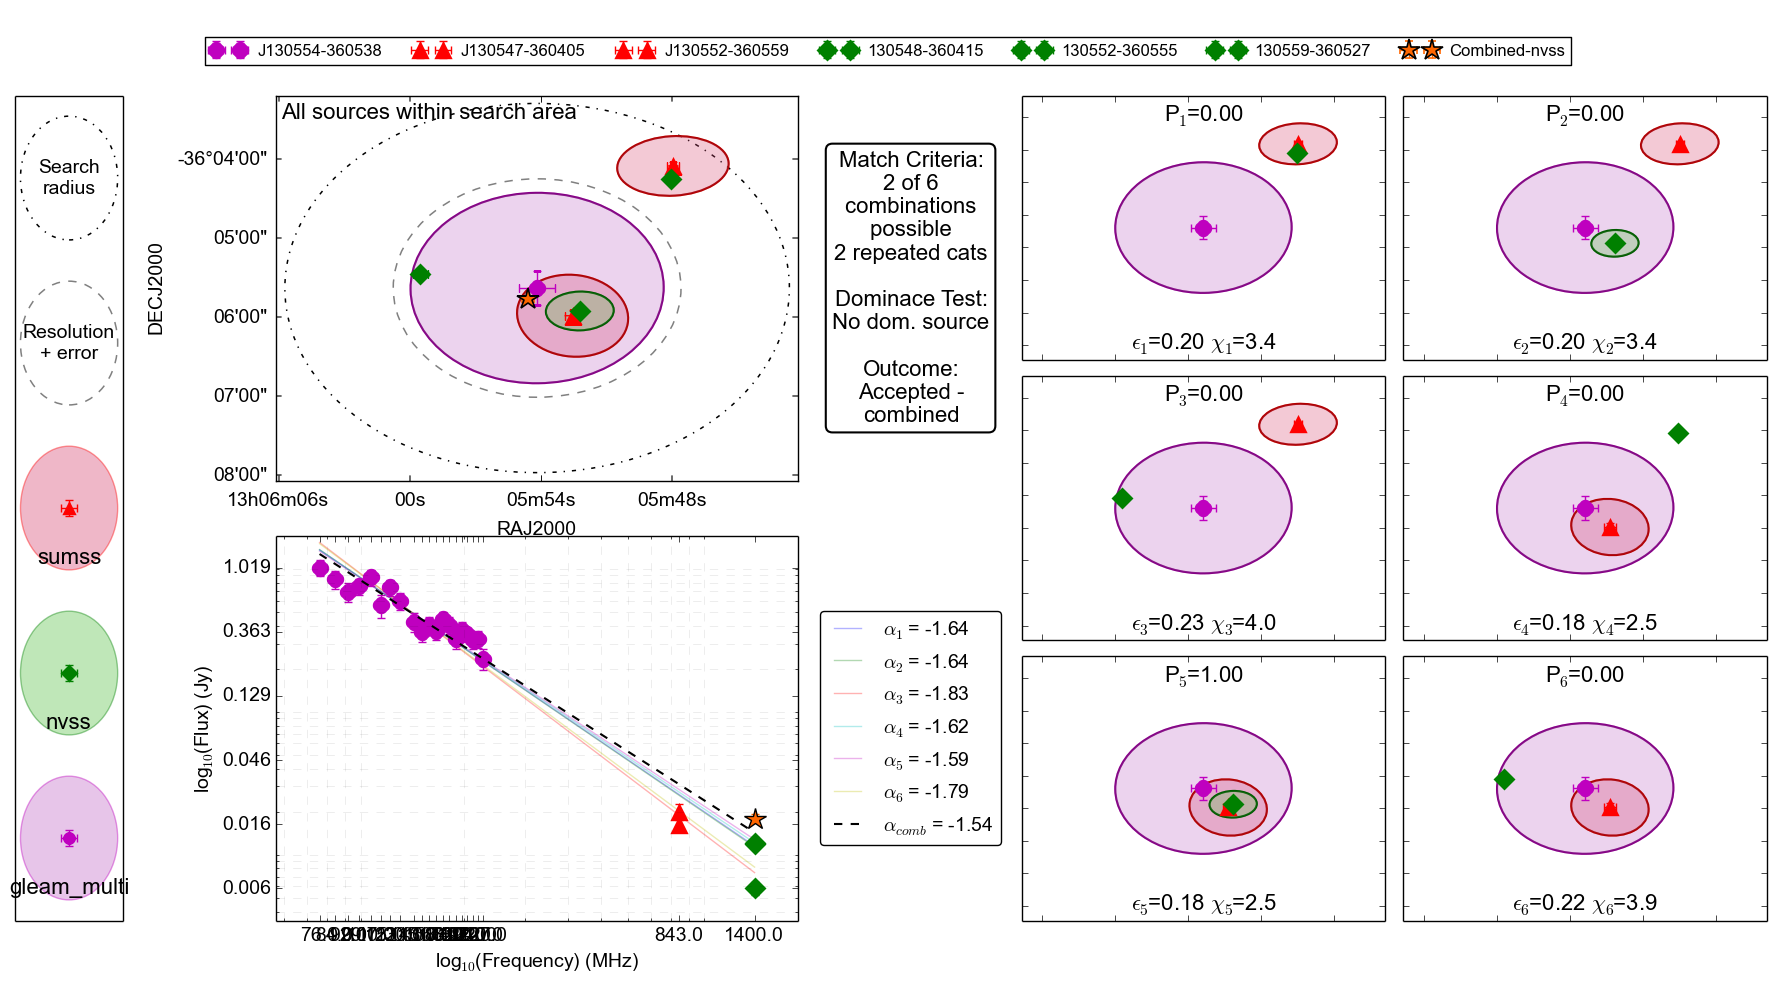 J130554-360538 J130547-360405 J130552-360559 130548-360415 130552-360555 130559-360527 Combined-nvss
Search
radius
Resolution
+ error
sumss
nvss
gleam_multi
All sources within search area
DECJ2000
-36°04'00"
05'00"
06'00"
07'00"
08'00"
13h06m06s 00s 05m54s 05m48s
RAJ2000
Match Criteria:
2 of 6
combinations
possible
2 repeated cats
Dominace Test:
No dom. source
Outcome:
Accepted -
combined
log₁₀(Flux) (Jy)
1.019
0.363
0.129
0.046
0.016
0.006
843.0 1400.0
log₁₀(Frequency) (MHz)
α₁ = -1.64
α₂ = -1.64
α₃ = -1.83
α₄ = -1.62
α₅ = -1.59
α₆ = -1.79
α_comb = -1.54
P₁=0.00
ϵ₁=0.20 χ₁=3.4
P₂=0.00
ϵ₂=0.20 χ₂=3.4
P₃=0.00
ϵ₃=0.23 χ₃=4.0
P₄=0.00
ϵ₄=0.18 χ₄=2.5
P₅=1.00
ϵ₅=0.18 χ₅=2.5
P₆=0.00
ϵ₆=0.22 χ₆=3.9